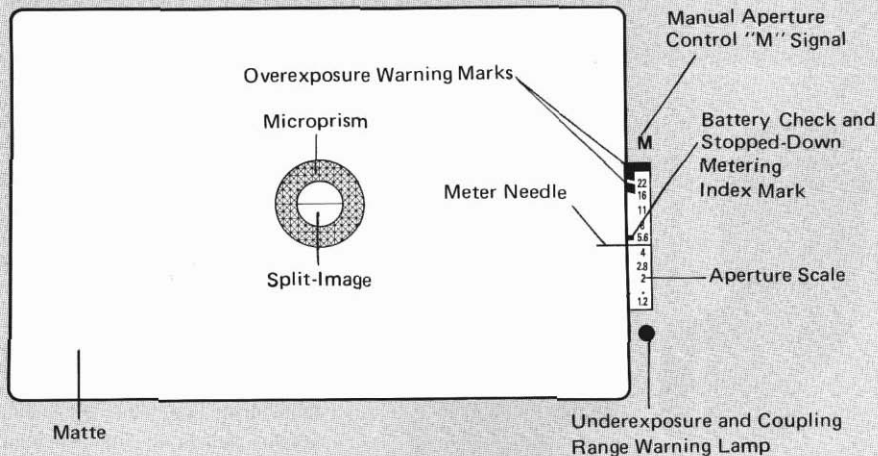 Manual Aperture
Control "M" Signal
Overexposure Warning Marks
Microprism
M
Battery Check and
Stopped-Down
Metering
Index Mark
22
16
11
8
5.6
4
2.8
2
.
1.2
Meter Needle
Split-Image
Aperture Scale
Matte
Underexposure and Coupling
Range Warning Lamp